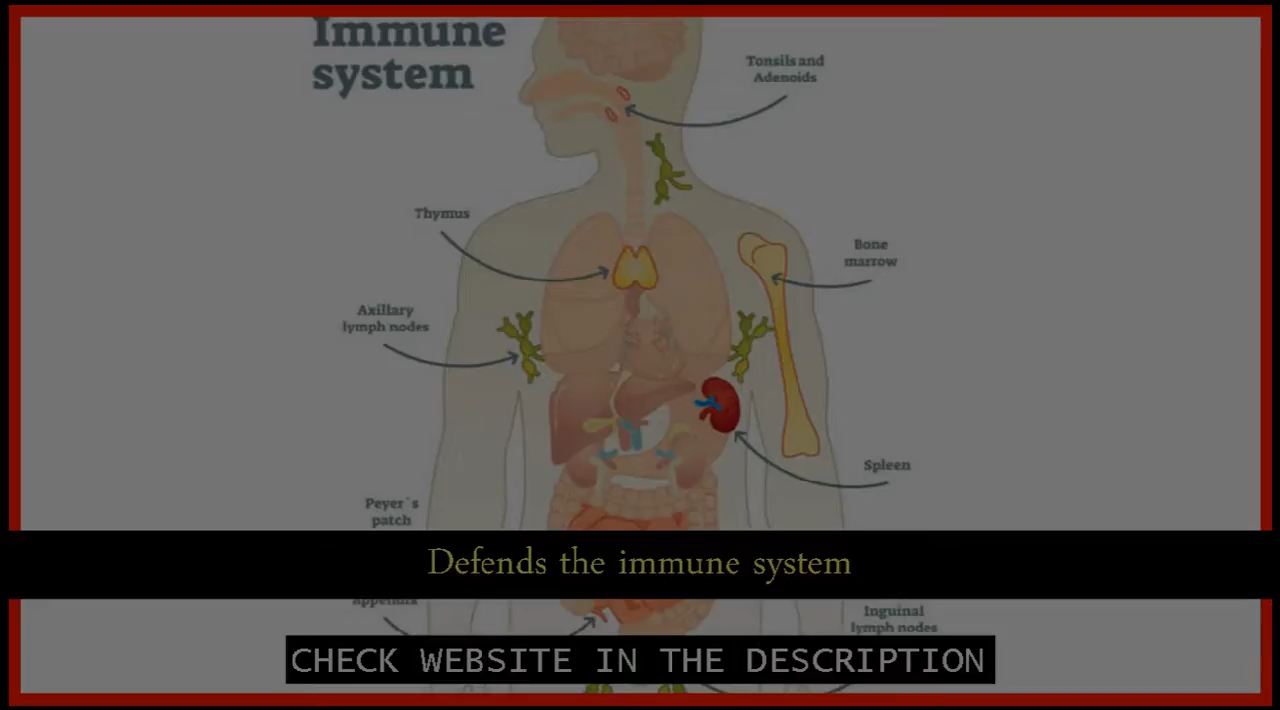 Immune
system
Tonsils and
Adenoids
Thymus
Bone
marrow
Axillary
lymph nodes
Spleen
Peyer´s
patch
Defends the immune system
Appendix
Inguinal
lymph nodes
CHECK WEBSITE IN THE DESCRIPTION